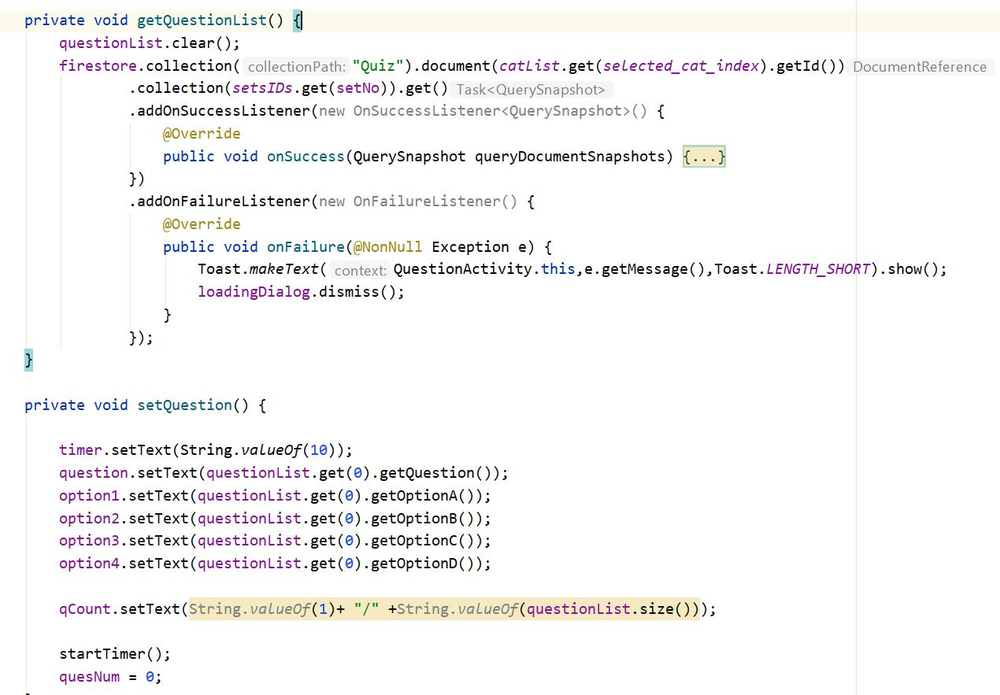 private void getQuestionList() {
questionList.clear();
firestore.collection( collectionPath: "Quiz").document(catList.get(selected_cat_index).getId()) DocumentReference
.collection(setsIDs.get(setNo)).get() Task<QuerySnapshot>
.addOnSuccessListener(new OnSuccessListener<QuerySnapshot>() {
@Override
public void onSuccess(QuerySnapshot queryDocumentSnapshots) {...}
})
.addOnFailureListener(new OnFailureListener() {
@Override
public void onFailure(@NonNull Exception e) {
Toast.makeText( context: QuestionActivity.this,e.getMessage(),Toast.LENGTH_SHORT).show();
loadingDialog.dismiss();
}
});
}
private void setQuestion() {
timer.setText(String.valueOf(10));
question.setText(questionList.get(0).getQuestion());
option1.setText(questionList.get(0).getOptionA());
option2.setText(questionList.get(0).getOptionB());
option3.setText(questionList.get(0).getOptionC());
option4.setText(questionList.get(0).getOptionD());
qCount.setText(String.valueOf(1)+ "/" +String.valueOf(questionList.size()));
startTimer();
quesNum = 0;